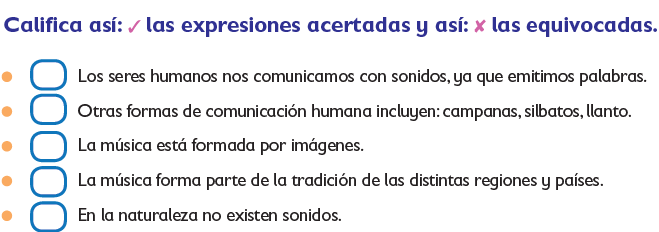 Califica así: ✓ las expresiones acertadas y así: ✘ las equivocadas.
Los seres humanos nos comunicamos con sonidos, ya que emitimos palabras.
Otras formas de comunicación humana incluyen: campanas, silbatos, llanto.
La música está formada por imágenes.
La música forma parte de la tradición de las distintas regiones y países.
En la naturaleza no existen sonidos.